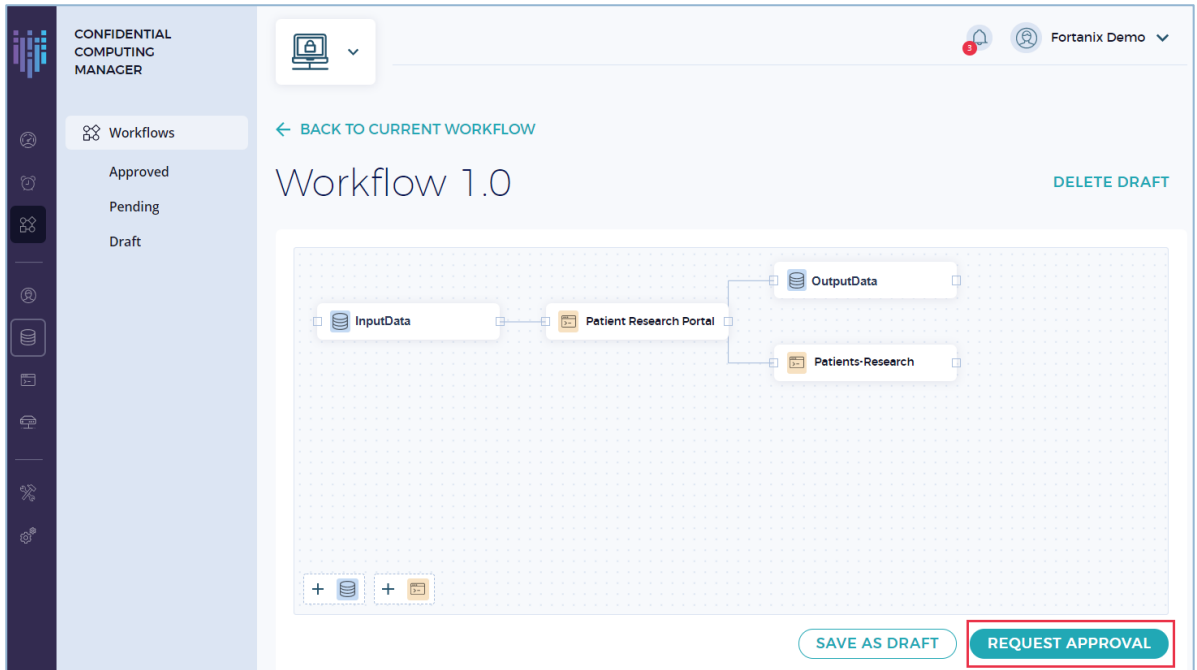 CONFIDENTIAL
COMPUTING
MANAGER
3
Fortanix Demo
Workflows
Approved
Pending
Draft
BACK TO CURRENT WORKFLOW
Workflow 1.0
DELETE DRAFT
InputData
Patient Research Portal
OutputData
Patients-Research
SAVE AS DRAFT
REQUEST APPROVAL